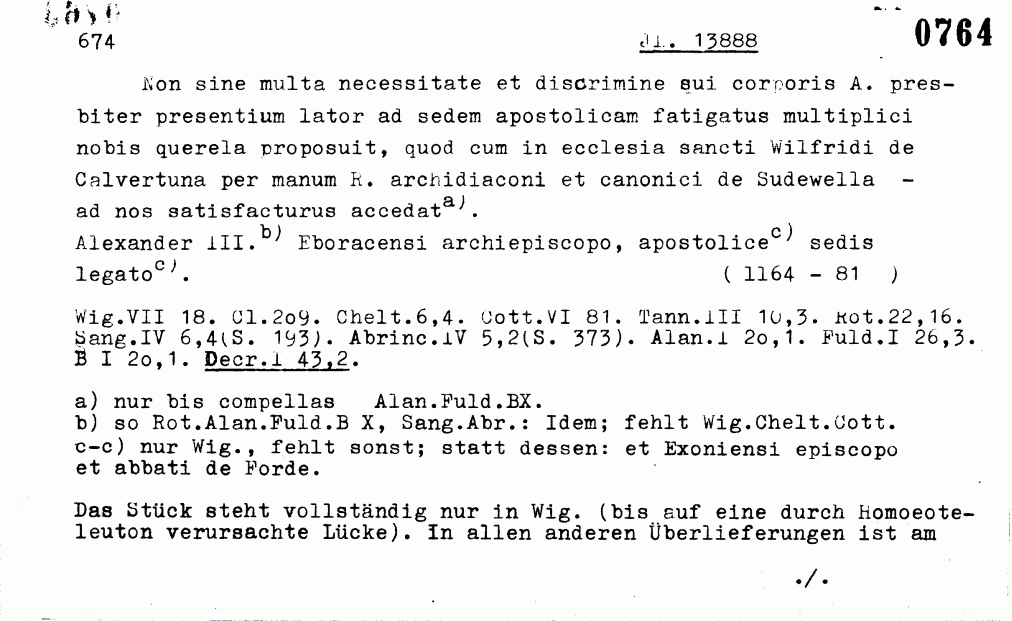 674 JL. 13888 0764
Non sine multa necessitate et discrimine sui corporis A. pres-
biter presentium lator ad sedem apostolicam fatigatus multiplici
nobis querela proposuit, quod cum in ecclesia sancti Wilfridi de
Calvertuna per manum R. archidiaconi et canonici de Sudewella -
ad nos satisfacturus accedat a).
Alexander III. b) Eboracensi archiepiscopo, apostolice c) sedis
legato c). ( 1164 - 81 )
Wig.VII 18. Cl.2o9. Chelt.6,4. Cott.VI 81. Tann.III 10,3. Rot.22,16.
Sang.IV 6,4(S. 193). Abrinc.IV 5,2(S. 373). Alan.I 2o,1. Fuld.I 26,3.
B I 2o,1. Decr.I 43,2.
a) nur bis compellas Alan.Fuld.BX.
b) so Rot.Alan.Fuld.B X, Sang.Abr.: Idem; fehlt Wig.Chelt.Cott.
c-c) nur Wig., fehlt sonst; statt dessen: et Exoniensi episcopo
et abbati de Forde.
Das Stück steht vollständig nur in Wig. (bis auf eine durch Homoeote-
leuton verursachte Lücke). In allen anderen Überlieferungen ist am
./.